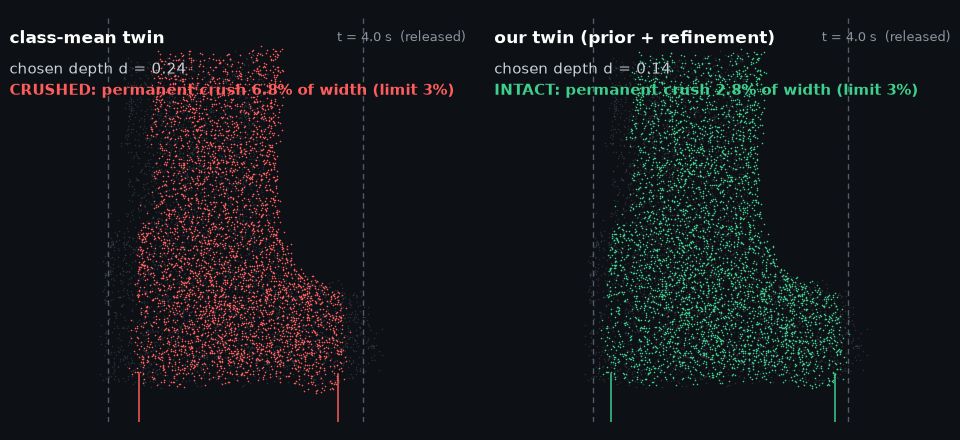 class-mean twin
t = 4.0 s (released)
chosen depth d = 0.24
CRUSHED: permanent crush 6.8% of width (limit 3%)
our twin (prior + refinement)
t = 4.0 s (released)
chosen depth d = 0.14
INTACT: permanent crush 2.8% of width (limit 3%)